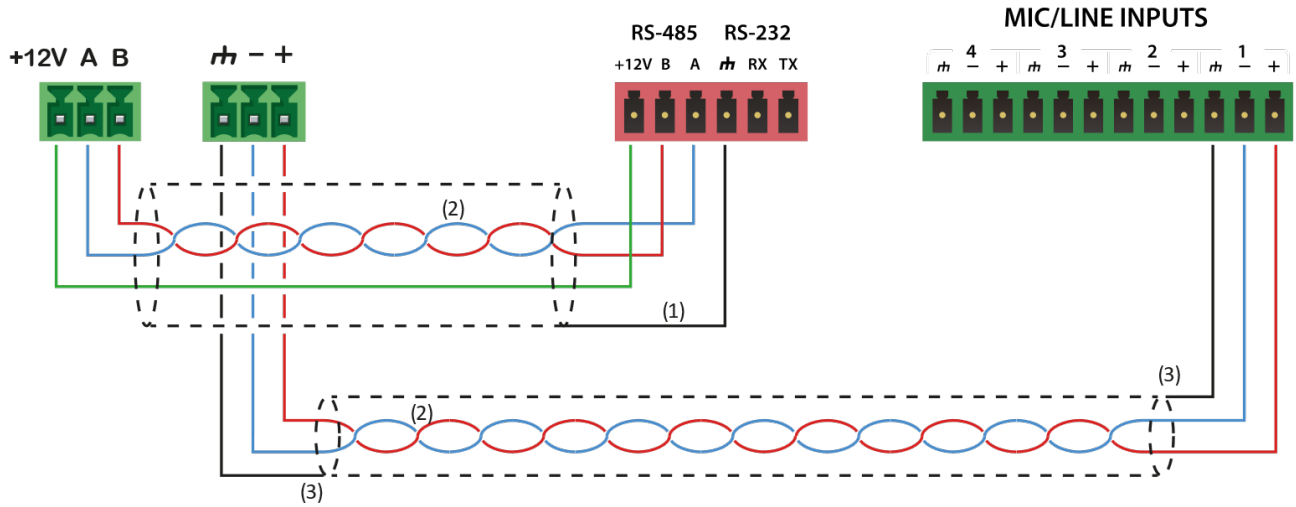 MIC/LINE INPUTS
RS-485 RS-232
+12V A B
− +
+12V B A RX TX
4 3 2 1
− + − + − + − +
(2)
(1)
(3)
(2)
(3)